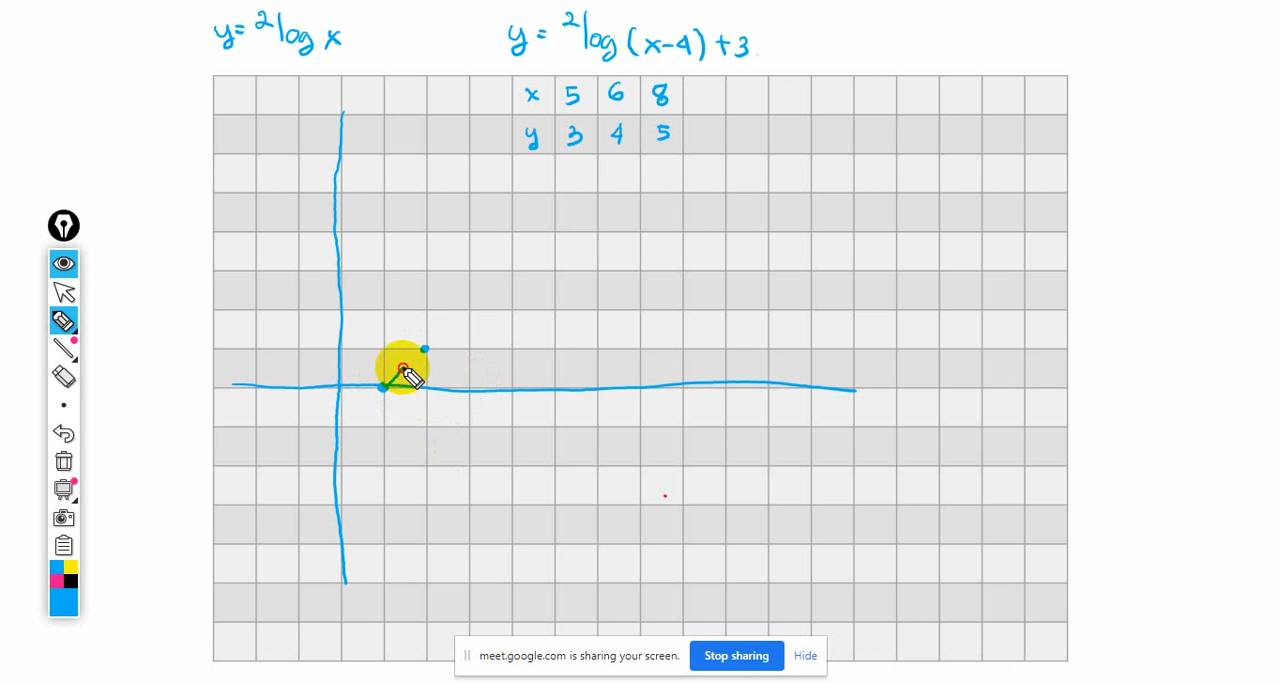 y= ²log x
y = ²log (x-4) +3
x 5 6 8
y 3 4 5
meet.google.com is sharing your screen. Stop sharing Hide